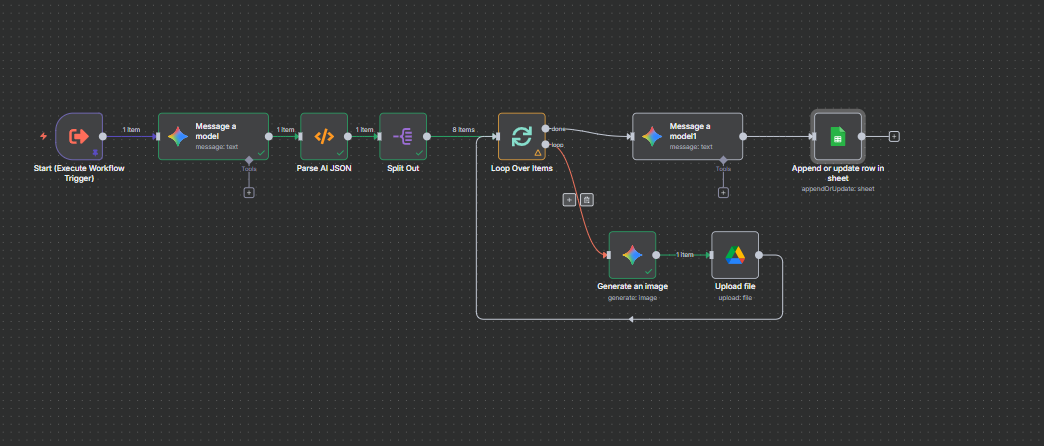 1 item
Message a
model
message: text
1 item
1 item
8 items
done
loop
Message a
model1
message: text
Tools
Tools
Start (Execute Workflow
Trigger)
Parse AI JSON
Split Out
Loop Over Items
Append or update row in
sheet
appendOrUpdate: sheet
1 item
Generate an image
generate: image
Upload file
upload: file